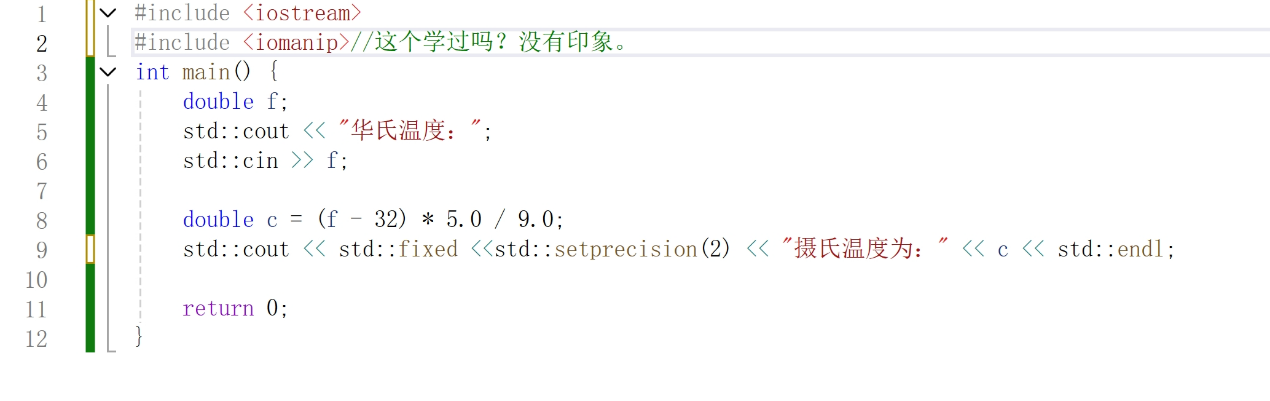 1 #include <iostream>
2 #include <iomanip>//这个学过吗？没有印象。
3 int main() {
4 double f;
5 std::cout << "华氏温度：";
6 std::cin >> f;
7
8 double c = (f - 32) * 5.0 / 9.0;
9 std::cout << std::fixed <<std::setprecision(2) << "摄氏温度为：" << c << std::endl;
10
11 return 0;
12 }